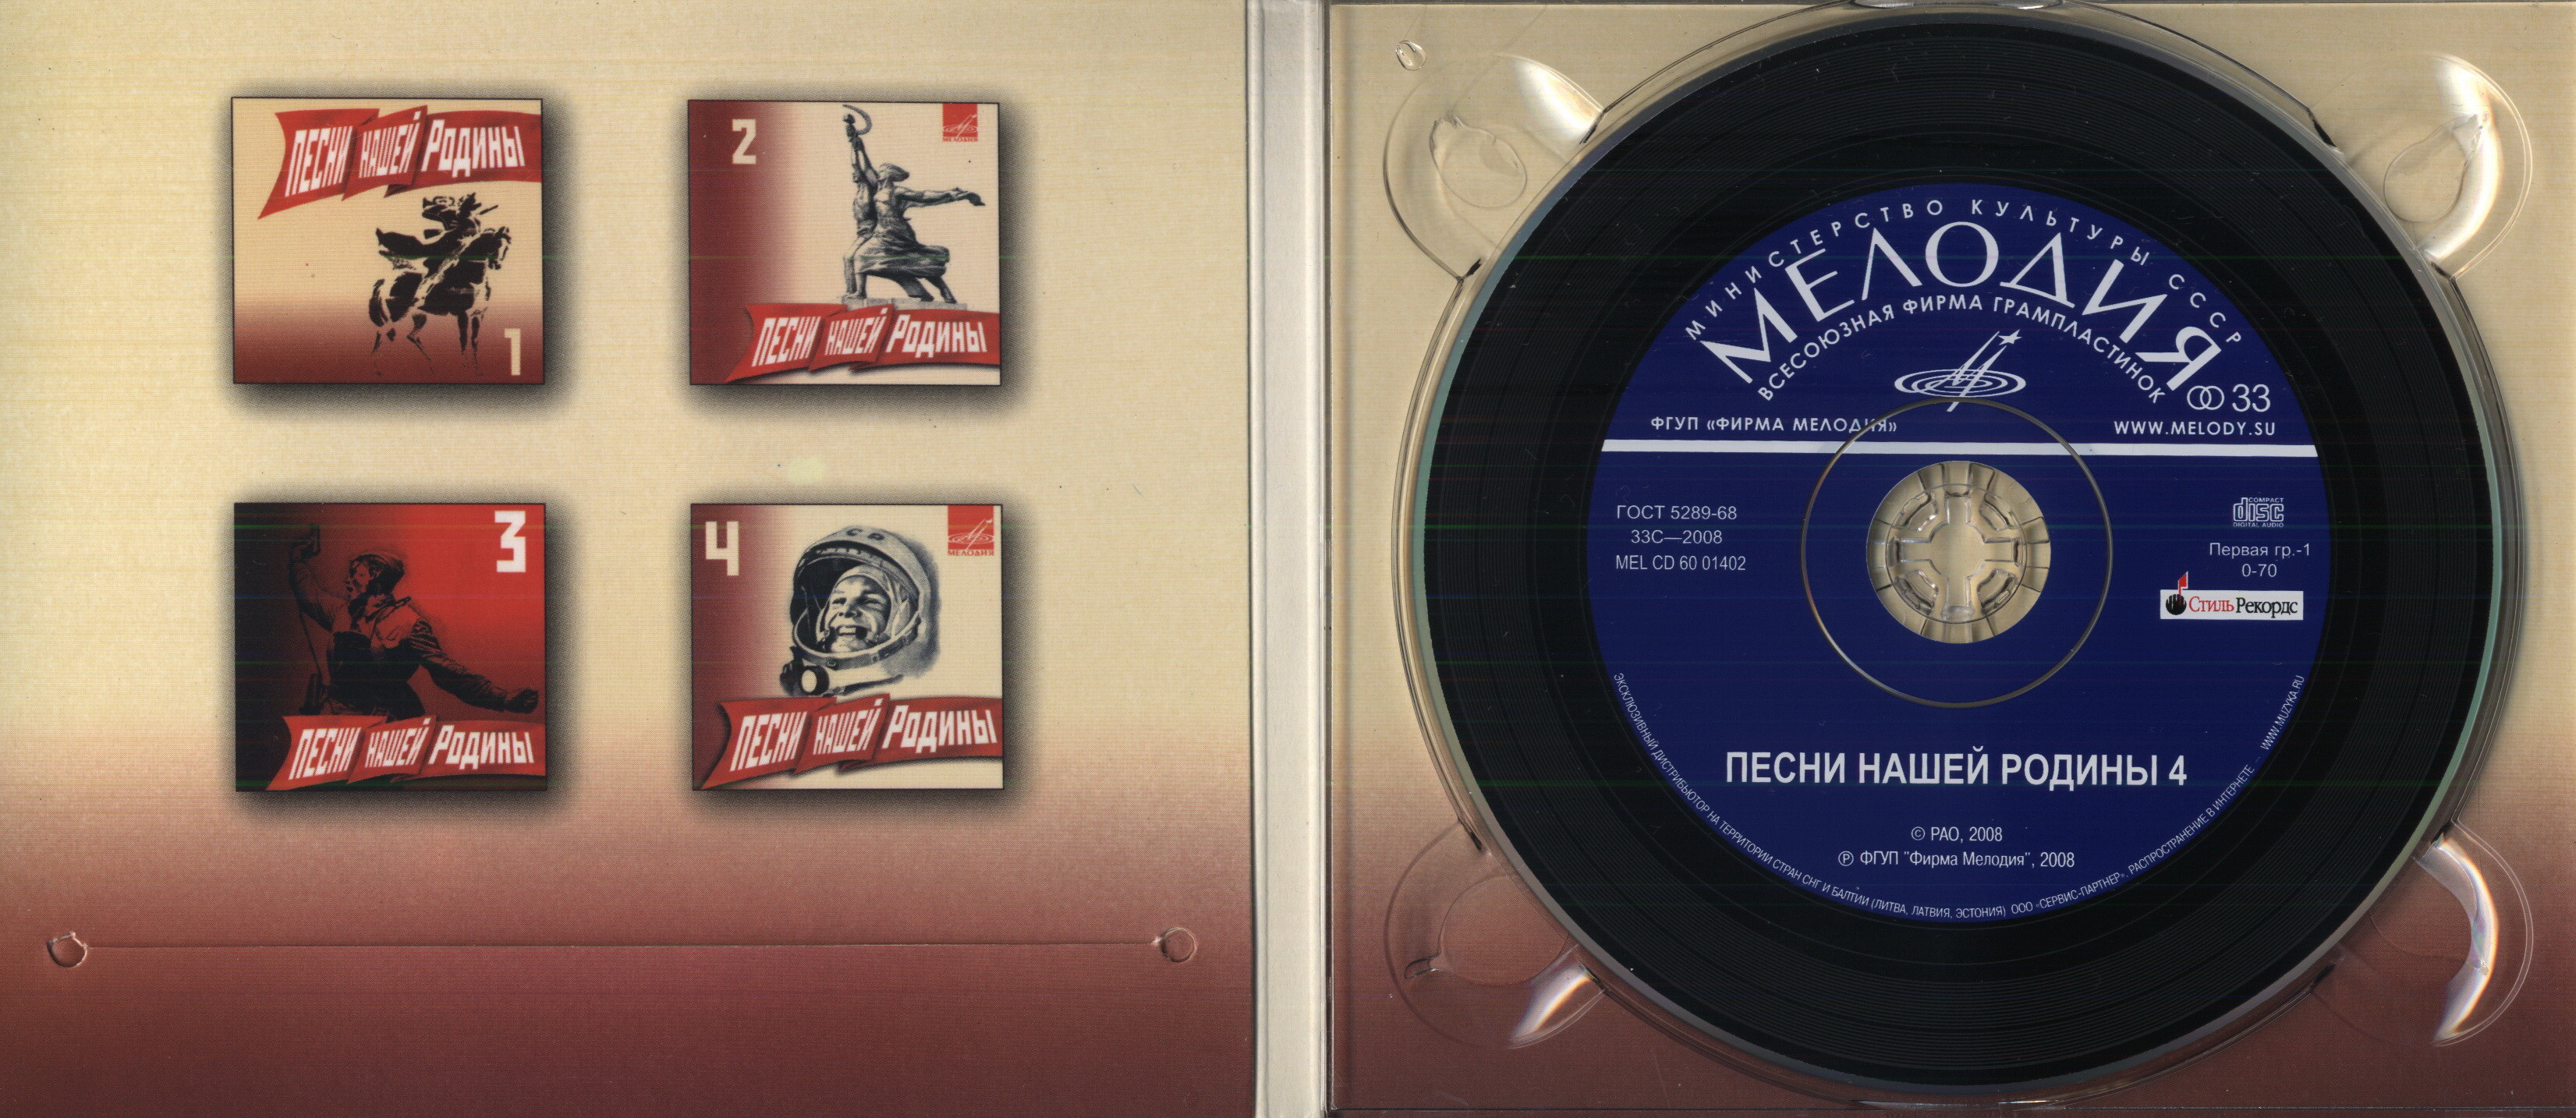 ПЕСНИ НАШЕЙ РОДИНЫ
1
2
МЕЛОДИЯ
ПЕСНИ НАШЕЙ РОДИНЫ
3
ПЕСНИ НАШЕЙ РОДИНЫ
4
МЕЛОДИЯ
ПЕСНИ НАШЕЙ РОДИНЫ
МИНИСТЕРСТВО КУЛЬТУРЫ СССР
МЕЛОДИЯ
ВСЕСОЮЗНАЯ ФИРМА ГРАМПЛАСТИНОК
33
ФГУП «ФИРМА МЕЛОДИЯ»
WWW.MELODY.SU
ГОСТ 5289-68
33С—2008
MEL CD 60 01402
COMPACT
disc
DIGITAL AUDIO
Первая гр.-1
0-70
Стиль Рекордс
ПЕСНИ НАШЕЙ РОДИНЫ 4
© РАО, 2008
℗ ФГУП "Фирма Мелодия", 2008
ЭКСКЛЮЗИВНЫЙ ДИСТРИБЬЮТОР НА ТЕРРИТОРИИ СТРАН СНГ И БАЛТИИ (ЛИТВА, ЛАТВИЯ, ЭСТОНИЯ) ООО «СЕРВИС-ПАРТНЕР». РАСПРОСТРАНЕНИЕ В ИНТЕРНЕТЕ – WWW.MUZYKA.RU